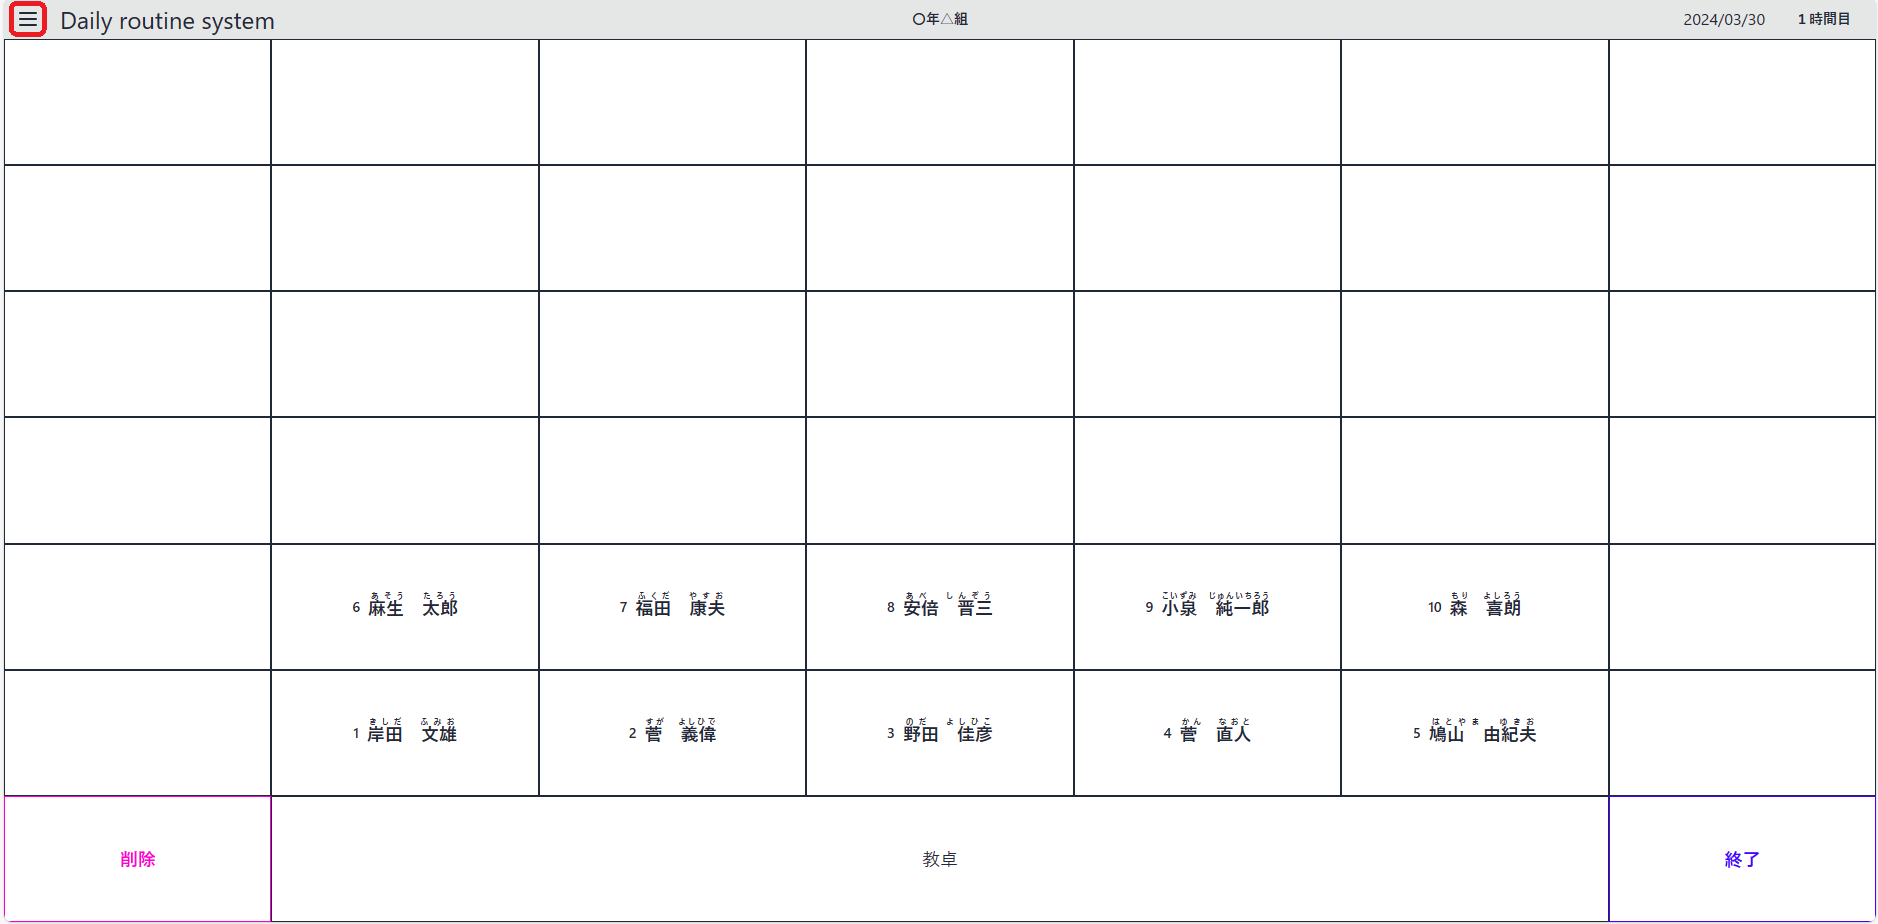 Daily routine system 〇年△組 2024/03/30 1 時間目
あそう たろう ふくだ やすお あべ しんぞう こいずみ じゅんいちろう もり よしろう
6 麻生 太郎 7 福田 康夫 8 安倍 晋三 9 小泉 純一郎 10 森 喜朗
きしだ ふみお すが よしひで のだ よしひこ かん なおと はとやま ゆきお
1 岸田 文雄 2 菅 義偉 3 野田 佳彦 4 菅 直人 5 鳩山 由紀夫
削除 教卓 終了